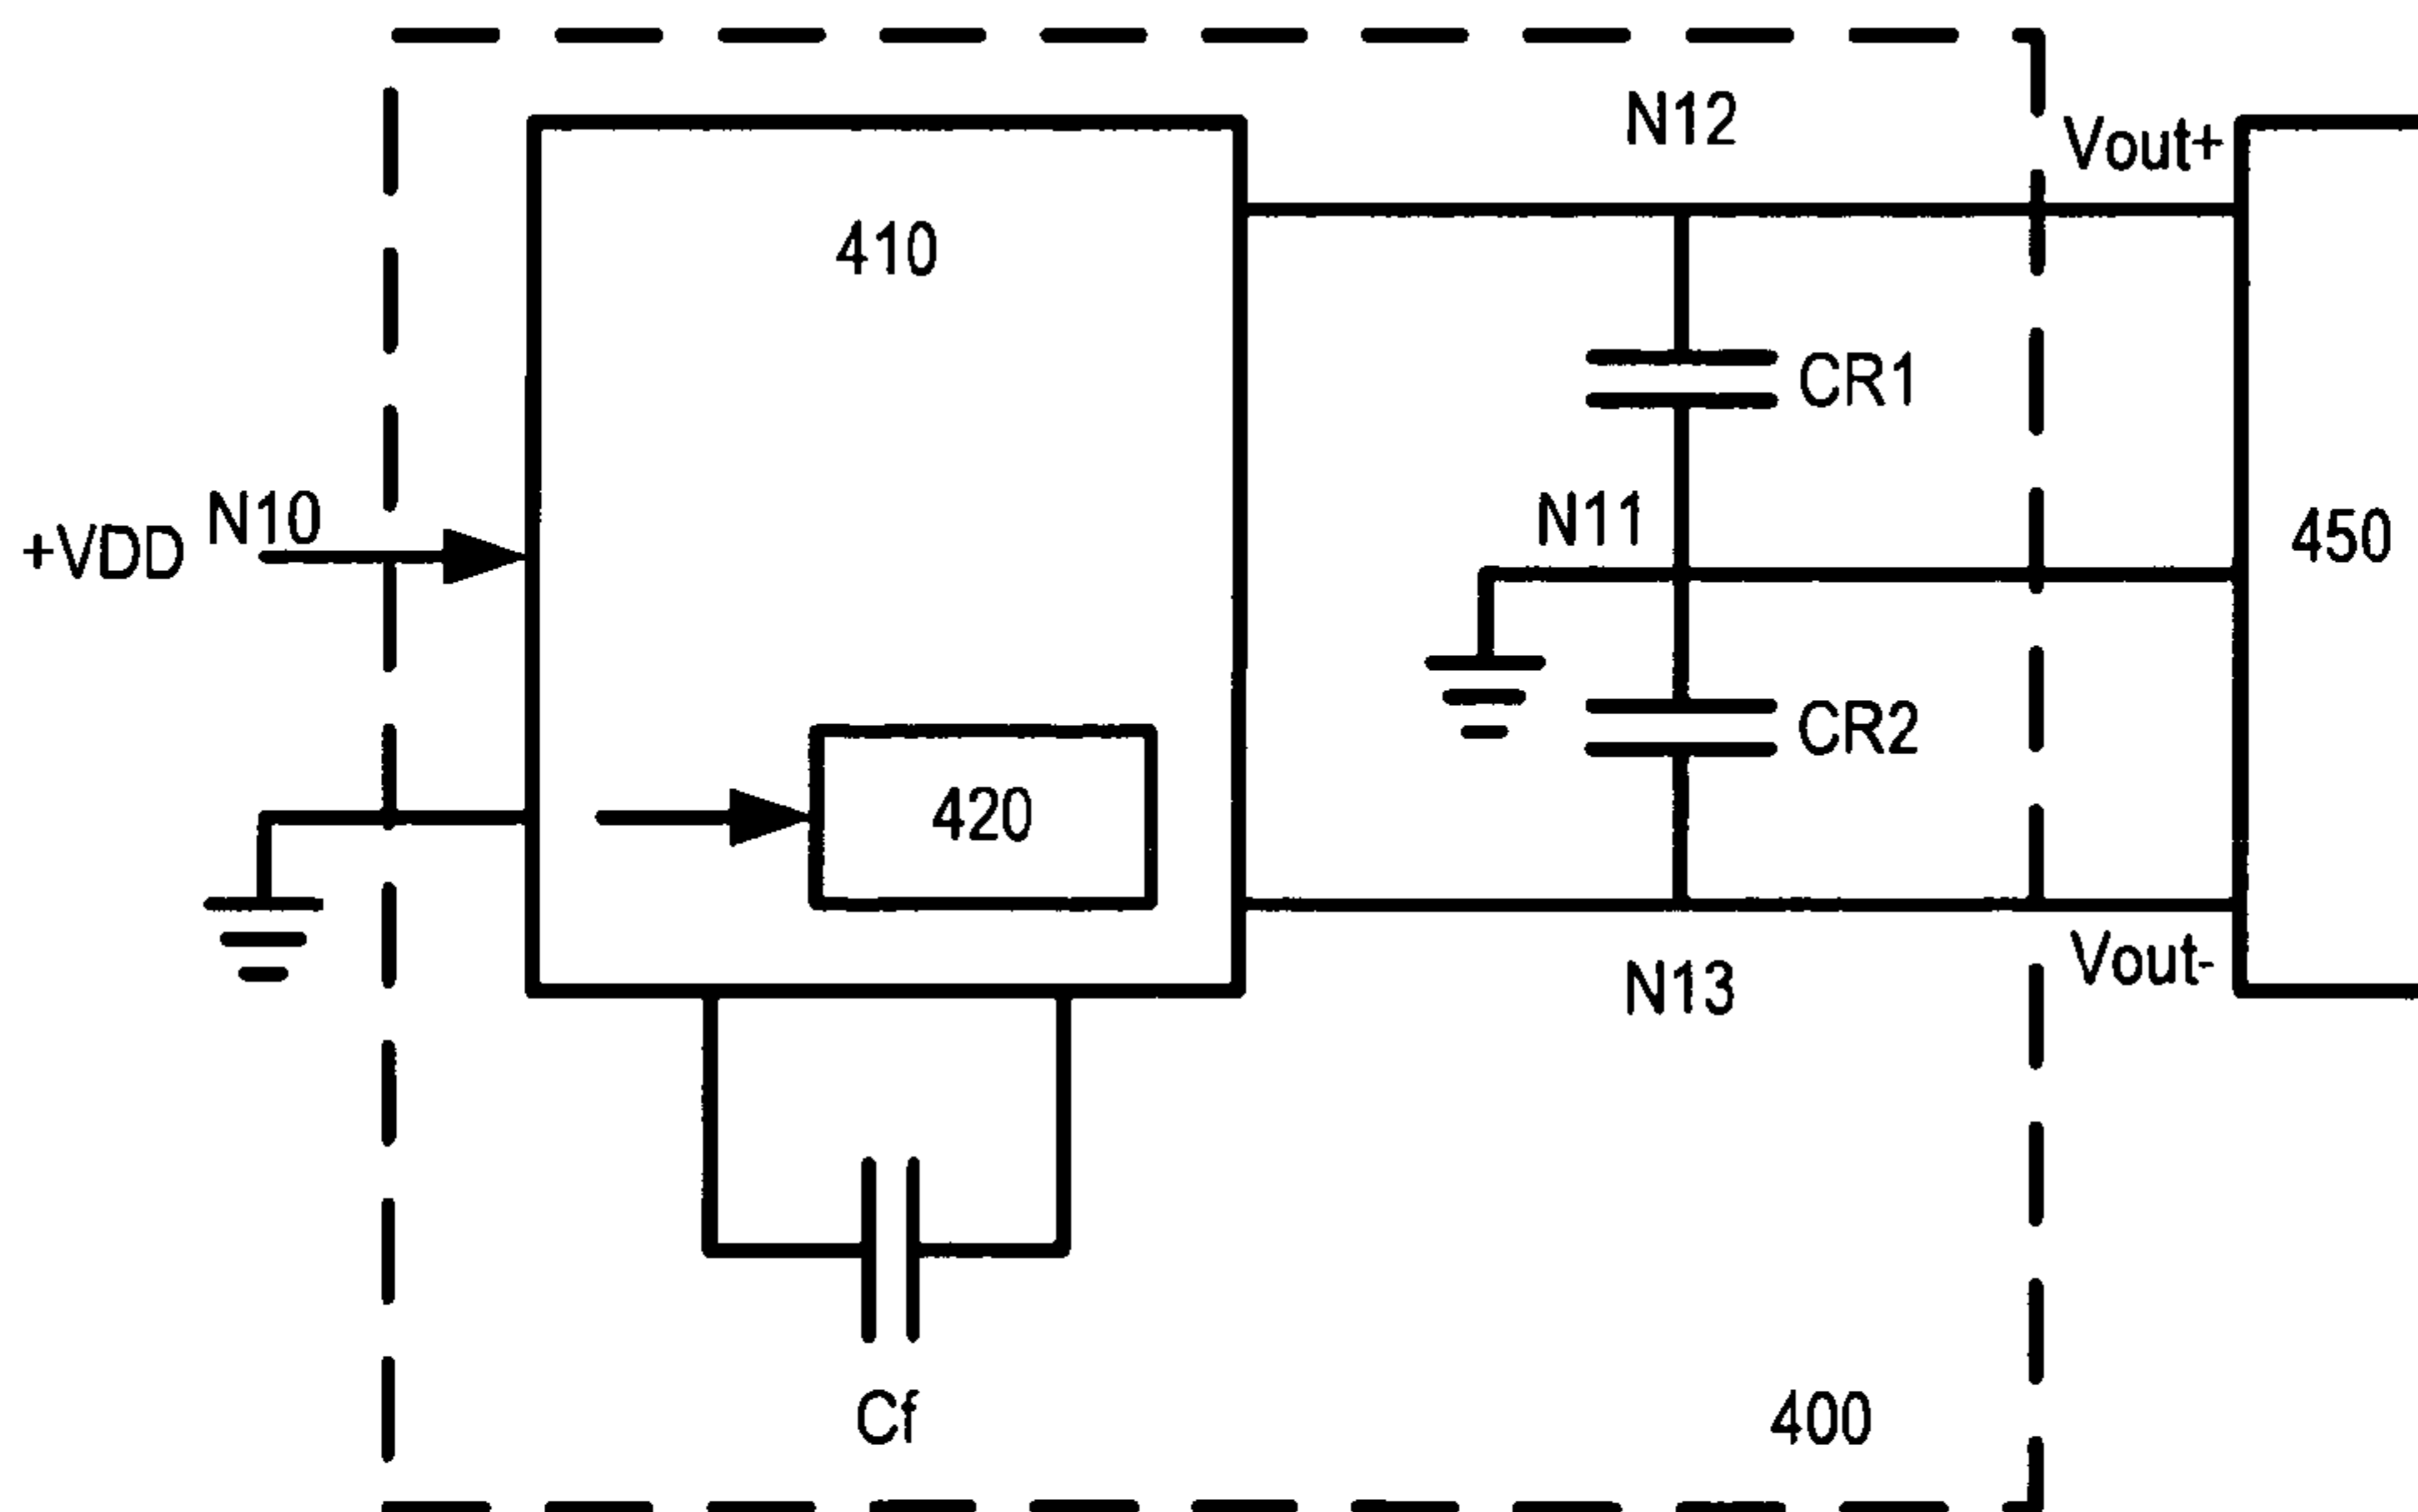 N12
Vout+
410
CR1
N10
+VDD
N11
450
CR2
420
Vout-
N13
Cf
400